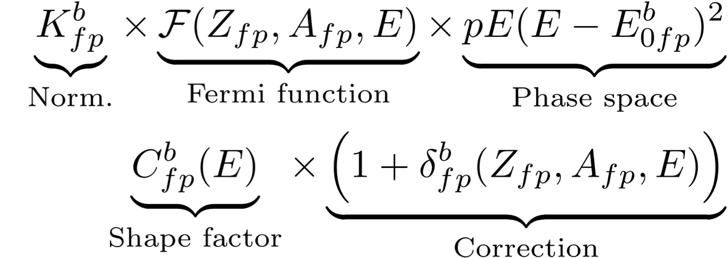 K^b_{fp} × 𝓕(Z_{fp}, A_{fp}, E) × pE(E − E^b_{0fp})^2
Norm. Fermi function Phase space
C^b_{fp}(E) × (1 + δ^b_{fp}(Z_{fp}, A_{fp}, E))
Shape factor Correction